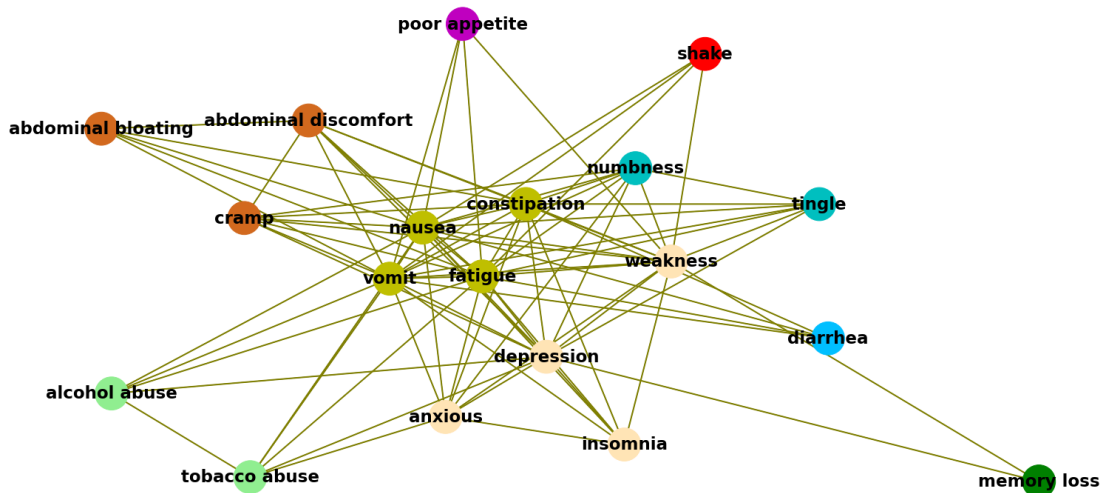 poor appetite
shake
abdominal bloating
abdominal discomfort
numbness
cramp
constipation
tingle
nausea
weakness
vomit
fatigue
diarrhea
depression
alcohol abuse
anxious
insomnia
tobacco abuse
memory loss